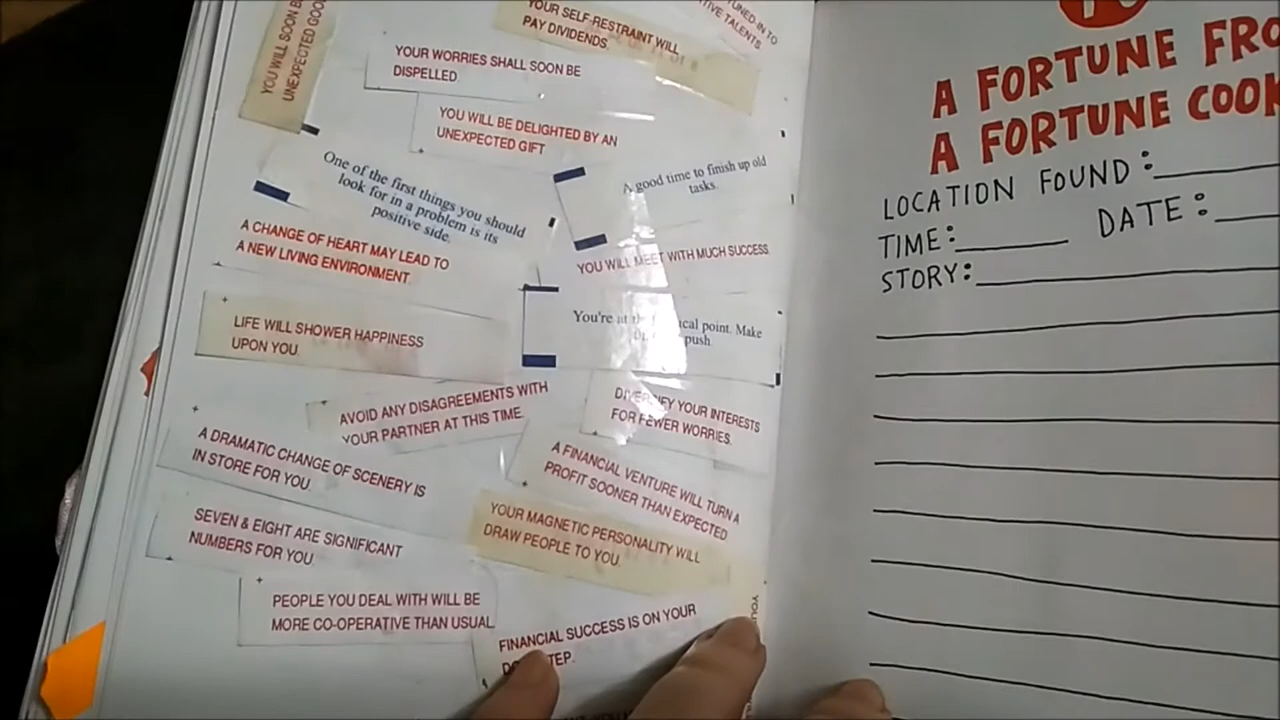 YOU WILL SOON B
UNEXPECTED GOO
YOUR SELF-RESTRAINT WILL
PAY DIVIDENDS.
TUNED-IN TO
TALENTS
YOUR WORRIES SHALL SOON BE
DISPELLED.
YOU WILL BE DELIGHTED BY AN
UNEXPECTED GIFT
One of the first things you should
look for in a problem is its
positive side.
A good time to finish up old
tasks.
A CHANGE OF HEART MAY LEAD TO
A NEW LIVING ENVIRONMENT.
YOU WILL MEET WITH MUCH SUCCESS.
LIFE WILL SHOWER HAPPINESS
UPON YOU.
You're at point. Make
push.
AVOID ANY DISAGREEMENTS WITH
YOUR PARTNER AT THIS TIME.
DIVERSIFY YOUR INTERESTS
FOR FEWER WORRIES.
A DRAMATIC CHANGE OF SCENERY IS
IN STORE FOR YOU.
A FINANCIAL VENTURE WILL TURN A
PROFIT SOONER THAN EXPECTED
SEVEN & EIGHT ARE SIGNIFICANT
NUMBERS FOR YOU.
YOUR MAGNETIC PERSONALITY WILL
DRAW PEOPLE TO YOU.
PEOPLE YOU DEAL WITH WILL BE
MORE CO-OPERATIVE THAN USUAL.
FINANCIAL SUCCESS IS ON YOUR
A FORTUNE FRO
A FORTUNE COOK
LOCATION FOUND:
TIME: DATE:
STORY: